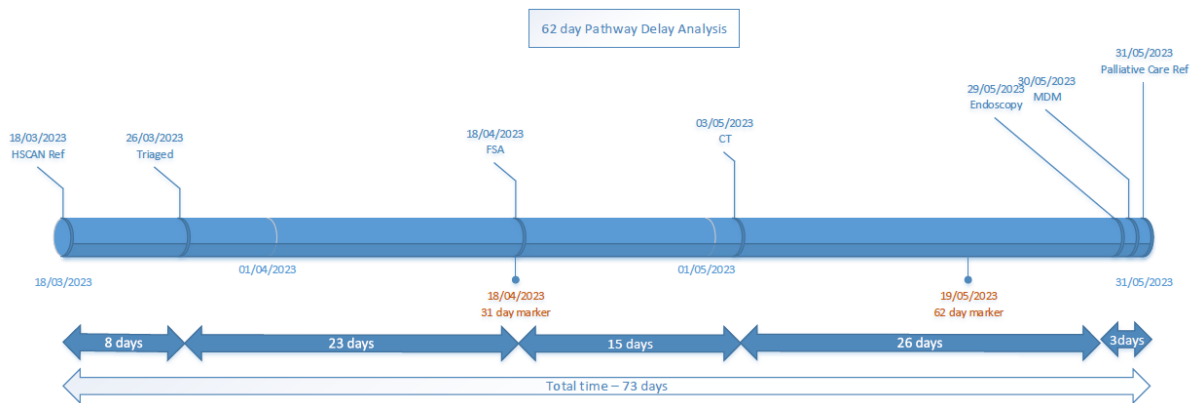 62 day Pathway Delay Analysis
31/05/2023
Palliative Care Ref
30/05/2023
MDM
29/05/2023
Endoscopy
03/05/2023
CT
18/03/2023
HSCAN Ref
26/03/2023
Triaged
18/04/2023
FSA
01/04/2023
01/05/2023
18/03/2023
31/05/2023
18/04/2023
31 day marker
19/05/2023
62 day marker
8 days
23 days
15 days
26 days
3days
Total time – 73 days